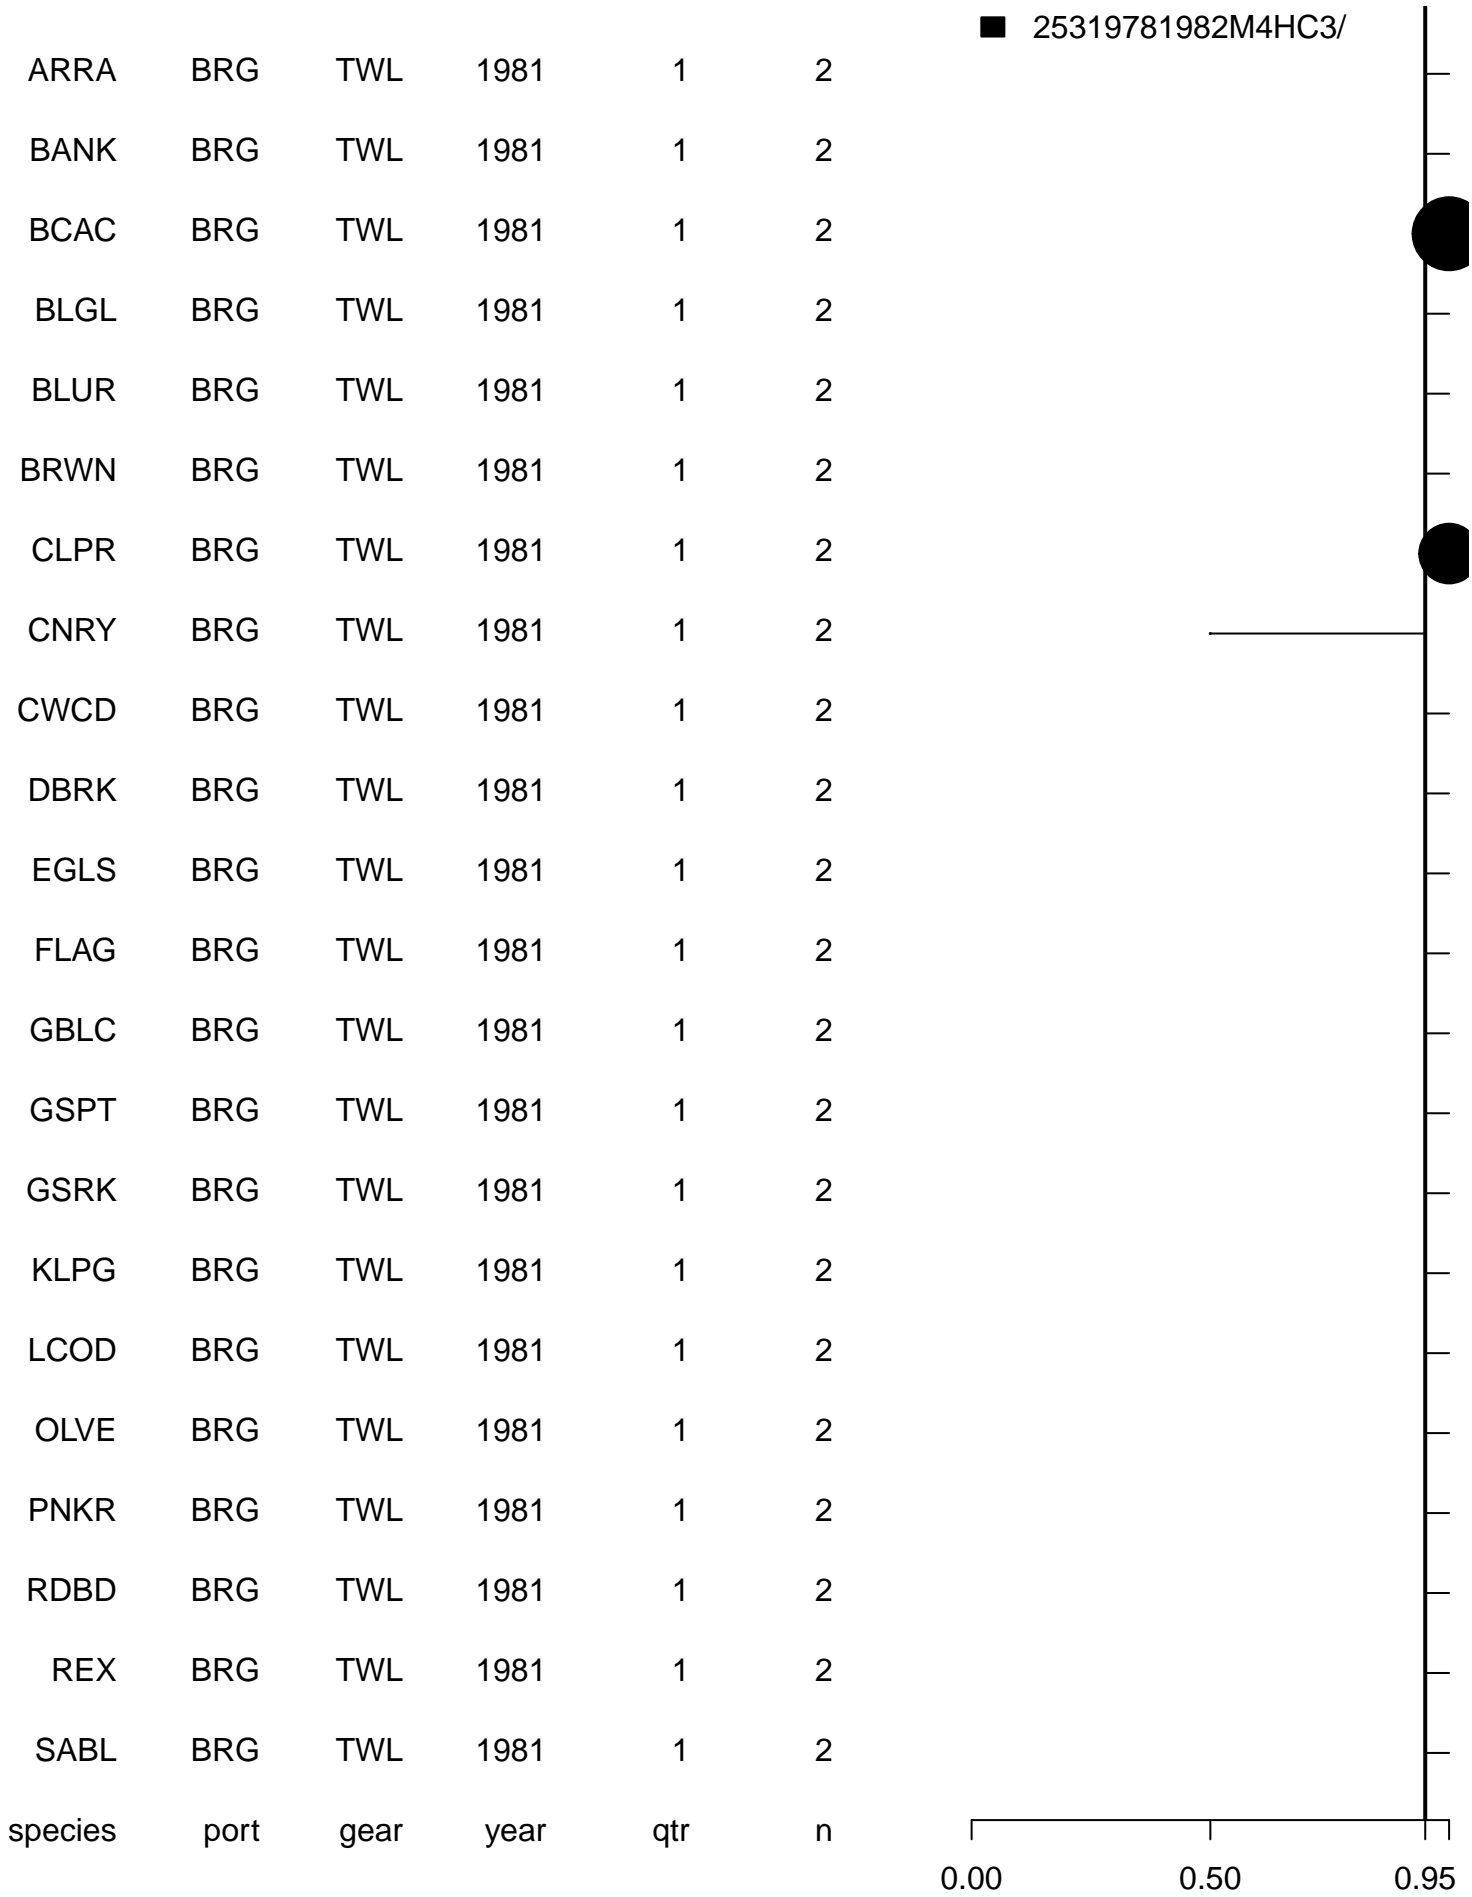 25319781982M4HC3/
ARRA BRG TWL 1981 1 2
BANK BRG TWL 1981 1 2
BCAC BRG TWL 1981 1 2
BLGL BRG TWL 1981 1 2
BLUR BRG TWL 1981 1 2
BRWN BRG TWL 1981 1 2
CLPR BRG TWL 1981 1 2
CNRY BRG TWL 1981 1 2
CWCD BRG TWL 1981 1 2
DBRK BRG TWL 1981 1 2
EGLS BRG TWL 1981 1 2
FLAG BRG TWL 1981 1 2
GBLC BRG TWL 1981 1 2
GSPT BRG TWL 1981 1 2
GSRK BRG TWL 1981 1 2
KLPG BRG TWL 1981 1 2
LCOD BRG TWL 1981 1 2
OLVE BRG TWL 1981 1 2
PNKR BRG TWL 1981 1 2
RDBD BRG TWL 1981 1 2
REX BRG TWL 1981 1 2
SABL BRG TWL 1981 1 2
species port gear year qtr n
0.00 0.50 0.95